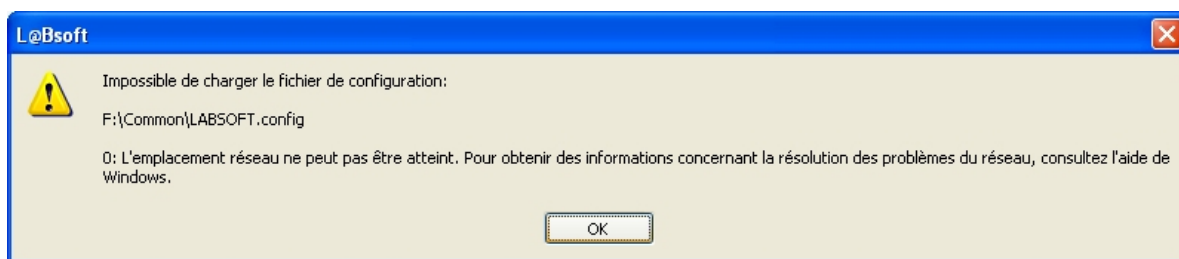 L@Bsoft
Impossible de charger le fichier de configuration:
F:\Common\LABSOFT.config
0: L'emplacement réseau ne peut pas être atteint. Pour obtenir des informations concernant la résolution des problèmes du réseau, consultez l'aide de
Windows.
OK